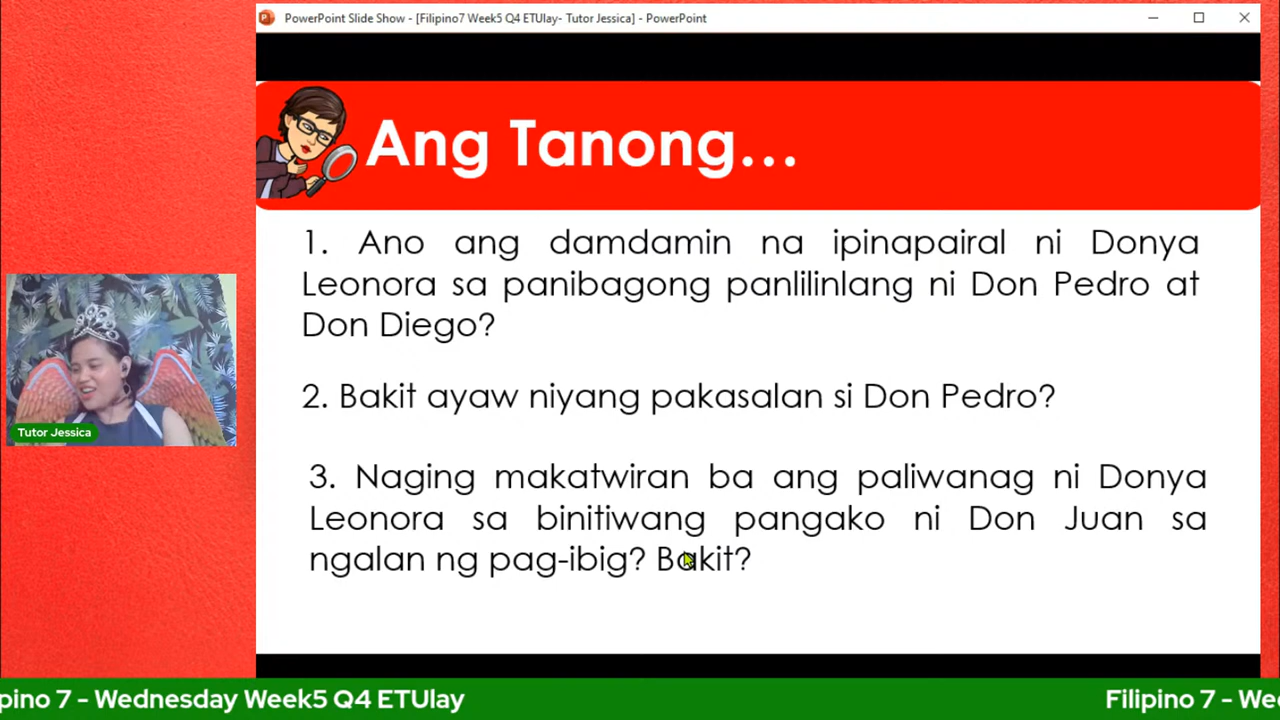 PowerPoint Slide Show - [Filipino7 Week5 Q4 ETUlay- Tutor Jessica] - PowerPoint
Ang Tanong...
1. Ano ang damdamin na ipinapairal ni Donya
Leonora sa panibagong panlilinlang ni Don Pedro at
Don Diego?
2. Bakit ayaw niyang pakasalan si Don Pedro?
3. Naging makatwiran ba ang paliwanag ni Donya
Leonora sa binitiwang pangako ni Don Juan sa
ngalan ng pag-ibig? Bakit?
Tutor Jessica
pino 7 - Wednesday Week5 Q4 ETUlay
Filipino 7 - We